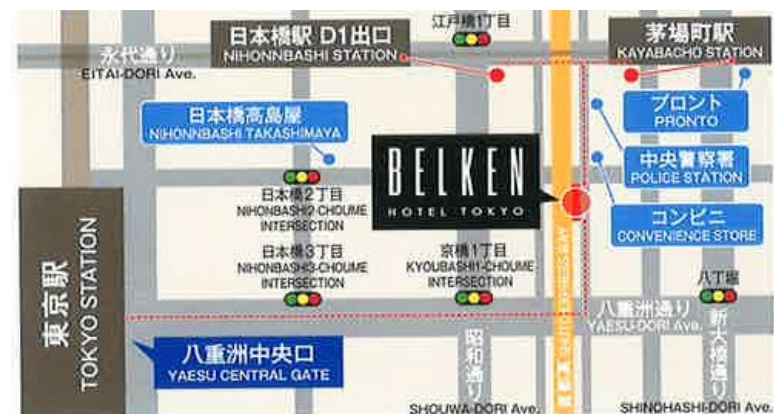 日本橋駅 D1出口
NIHONNBASHI STATION
江戸橋1丁目
茅場町駅
KAYABACHO STATION
永代通り
EITAI-DORI Ave.
プロント
PRONTO
日本橋高島屋
NIHONNBASHI TAKASHIMAYA
中央警察署
POLICE STATION
BELKEN
HOTEL TOKYO
コンビニ
CONVENIENCE STORE
日本橋2丁目
NIHONBASHI2-CHOUME
INTERSECTION
日本橋3丁目
NIHONBASHI3-CHOUME
INTERSECTION
京橋1丁目
KYOUBASHI1-CHOUME
INTERSECTION
八丁堀
東京駅
TOKYO STATION
八重洲通り
YAESU-DORI Ave.
八重洲中央口
YAESU CENTRAL GATE
昭和通り
SHOUWA-DORI Ave.
新大橋通り
SHINOHASHI-DORI Ave.